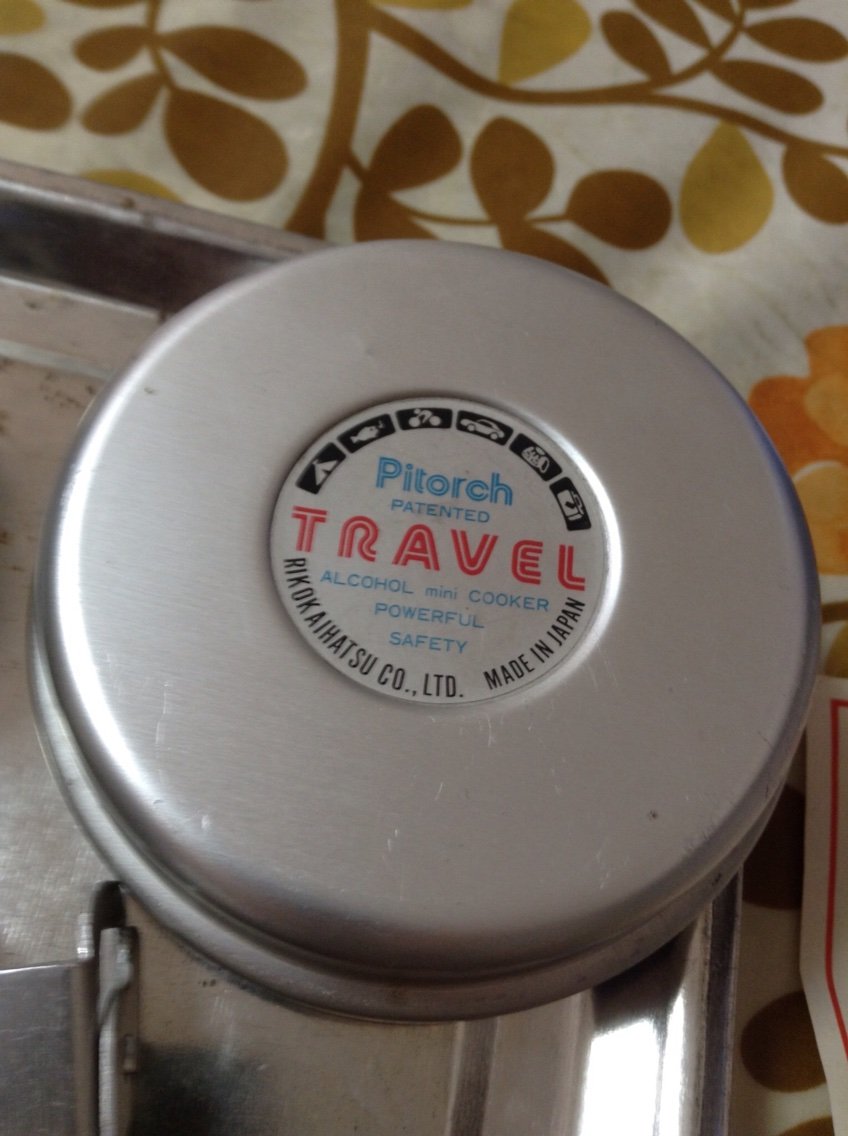 Pitorch
PATENTED
TRAVEL
ALCOHOL mini COOKER
POWERFUL
SAFETY
RIKOKAIHATSU CO., LTD. MADE IN JAPAN